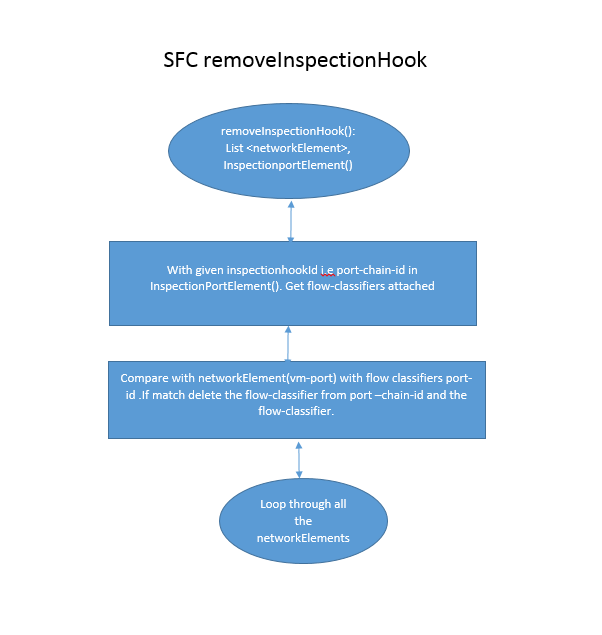 SFC removeInspectionHook
removeInspectionHook():
List <networkElement>,
InspectionportElement()
With given inspectionhookId i.e port-chain-id in
InspectionPortElement(). Get flow-classifiers attached
Compare with networkElement(vm-port) with flow classifiers port-
id .If match delete the flow-classifier from port –chain-id and the
flow-classifier.
Loop through all
the
networkElements